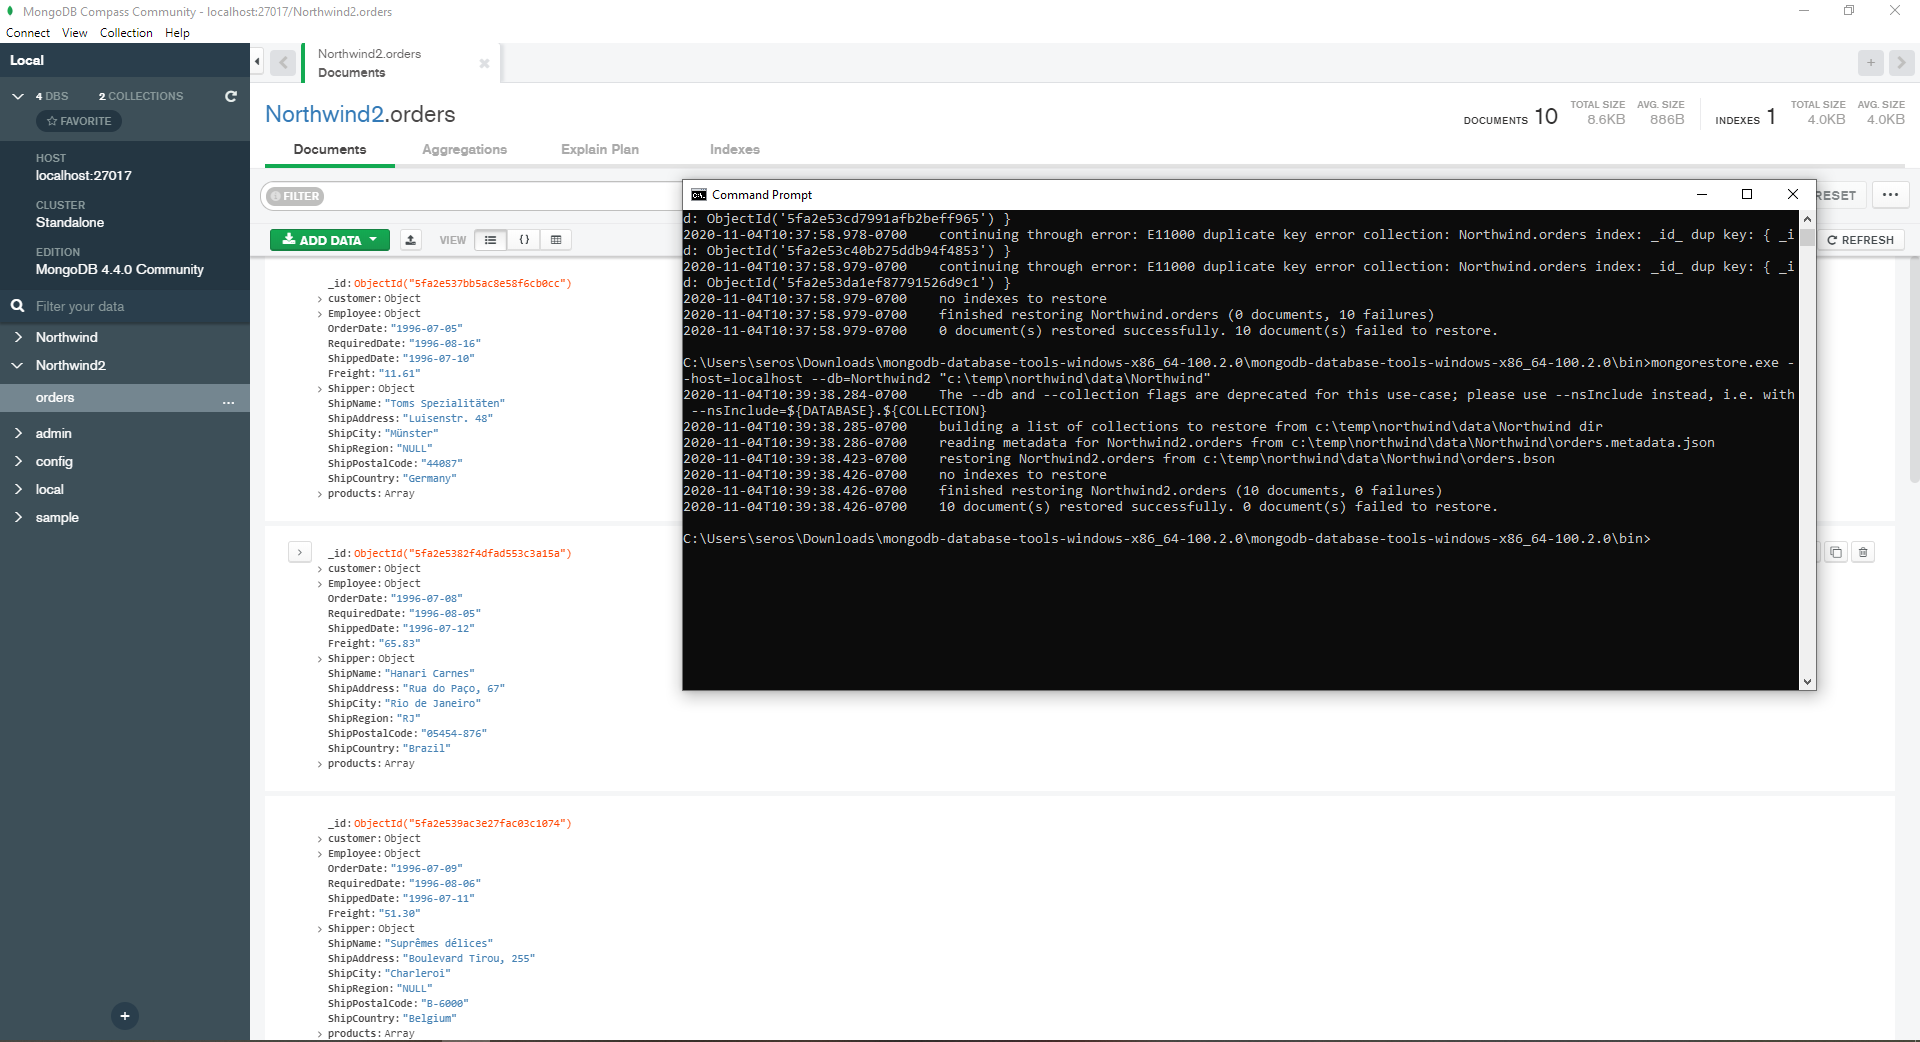 MongoDB Compass Community - localhost:27017/Northwind2.orders
Connect View Collection Help
Local
4 DBS 2 COLLECTIONS
FAVORITE
HOST
localhost:27017
CLUSTER
Standalone
EDITION
MongoDB 4.4.0 Community
Filter your data
Northwind
Northwind2
orders ...
admin
config
local
sample
+
Northwind2.orders
Documents
Northwind2.orders
DOCUMENTS 10 TOTAL SIZE 8.6KB AVG. SIZE 886B INDEXES 1 TOTAL SIZE 4.0KB AVG. SIZE 4.0KB
Documents Aggregations Explain Plan Indexes
FILTER
RESET ...
ADD DATA VIEW {}
REFRESH
_id: ObjectId("5fa2e537bb5ac8e58f6cb0cc")
customer: Object
Employee: Object
OrderDate: "1996-07-05"
RequiredDate: "1996-08-16"
ShippedDate: "1996-07-10"
Freight: "11.61"
Shipper: Object
ShipName: "Toms Spezialitäten"
ShipAddress: "Luisenstr. 48"
ShipCity: "Münster"
ShipRegion: "NULL"
ShipPostalCode: "44087"
ShipCountry: "Germany"
products: Array
_id: ObjectId("5fa2e5382f4dfad553c3a15a")
customer: Object
Employee: Object
OrderDate: "1996-07-08"
RequiredDate: "1996-08-05"
ShippedDate: "1996-07-12"
Freight: "65.83"
Shipper: Object
ShipName: "Hanari Carnes"
ShipAddress: "Rua do Paço, 67"
ShipCity: "Rio de Janeiro"
ShipRegion: "RJ"
ShipPostalCode: "05454-876"
ShipCountry: "Brazil"
products: Array
_id: ObjectId("5fa2e539ac3e27fac03c1074")
customer: Object
Employee: Object
OrderDate: "1996-07-09"
RequiredDate: "1996-08-06"
ShippedDate: "1996-07-11"
Freight: "51.30"
Shipper: Object
ShipName: "Suprêmes délices"
ShipAddress: "Boulevard Tirou, 255"
ShipCity: "Charleroi"
ShipRegion: "NULL"
ShipPostalCode: "B-6000"
ShipCountry: "Belgium"
products: Array
Command Prompt
d: ObjectId('5fa2e53cd7991afb2beff965') }
2020-11-04T10:37:58.978-0700 continuing through error: E11000 duplicate key error collection: Northwind.orders index: _id_ dup key: { _i
d: ObjectId('5fa2e53c40b275ddb94f4853') }
2020-11-04T10:37:58.979-0700 continuing through error: E11000 duplicate key error collection: Northwind.orders index: _id_ dup key: { _i
d: ObjectId('5fa2e53da1ef87791526d9c1') }
2020-11-04T10:37:58.979-0700 no indexes to restore
2020-11-04T10:37:58.979-0700 finished restoring Northwind.orders (0 documents, 10 failures)
2020-11-04T10:37:58.979-0700 0 document(s) restored successfully. 10 document(s) failed to restore.
C:\Users\seros\Downloads\mongodb-database-tools-windows-x86_64-100.2.0\mongodb-database-tools-windows-x86_64-100.2.0\bin>mongorestore.exe -
-host=localhost --db=Northwind2 "c:\temp\northwind\data\Northwind"
2020-11-04T10:39:38.284-0700 The --db and --collection flags are deprecated for this use-case; please use --nsInclude instead, i.e. with
--nsInclude=${DATABASE}.${COLLECTION}
2020-11-04T10:39:38.285-0700 building a list of collections to restore from c:\temp\northwind\data\Northwind dir
2020-11-04T10:39:38.286-0700 reading metadata for Northwind2.orders from c:\temp\northwind\data\Northwind\orders.metadata.json
2020-11-04T10:39:38.423-0700 restoring Northwind2.orders from c:\temp\northwind\data\Northwind\orders.bson
2020-11-04T10:39:38.426-0700 no indexes to restore
2020-11-04T10:39:38.426-0700 finished restoring Northwind2.orders (10 documents, 0 failures)
2020-11-04T10:39:38.426-0700 10 document(s) restored successfully. 0 document(s) failed to restore.
C:\Users\seros\Downloads\mongodb-database-tools-windows-x86_64-100.2.0\mongodb-database-tools-windows-x86_64-100.2.0\bin>